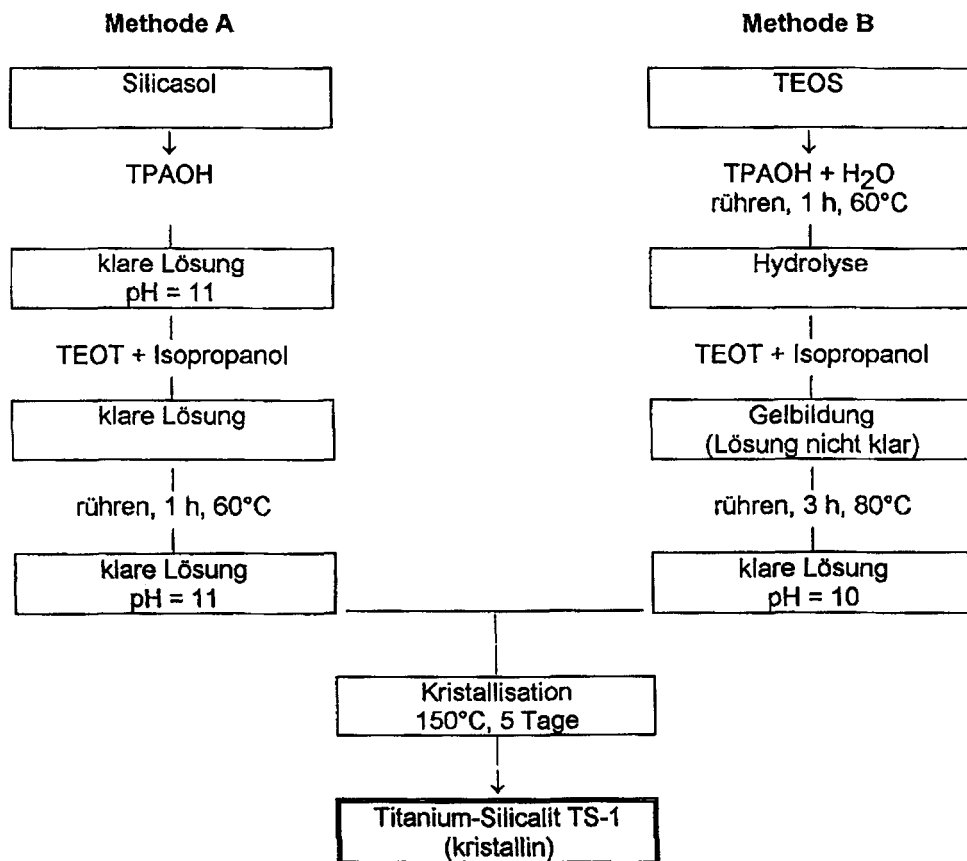 Methode A
Silicasol
TPAOH
klare Lösung
pH = 11
TEOT + Isopropanol
klare Lösung
rühren, 1 h, 60°C
klare Lösung
pH = 11
Methode B
TEOS
TPAOH + H₂O
rühren, 1 h, 60°C
Hydrolyse
TEOT + Isopropanol
Gelbildung
(Lösung nicht klar)
rühren, 3 h, 80°C
klare Lösung
pH = 10
Kristallisation
150°C, 5 Tage
Titanium-Silicalit TS-1
(kristallin)